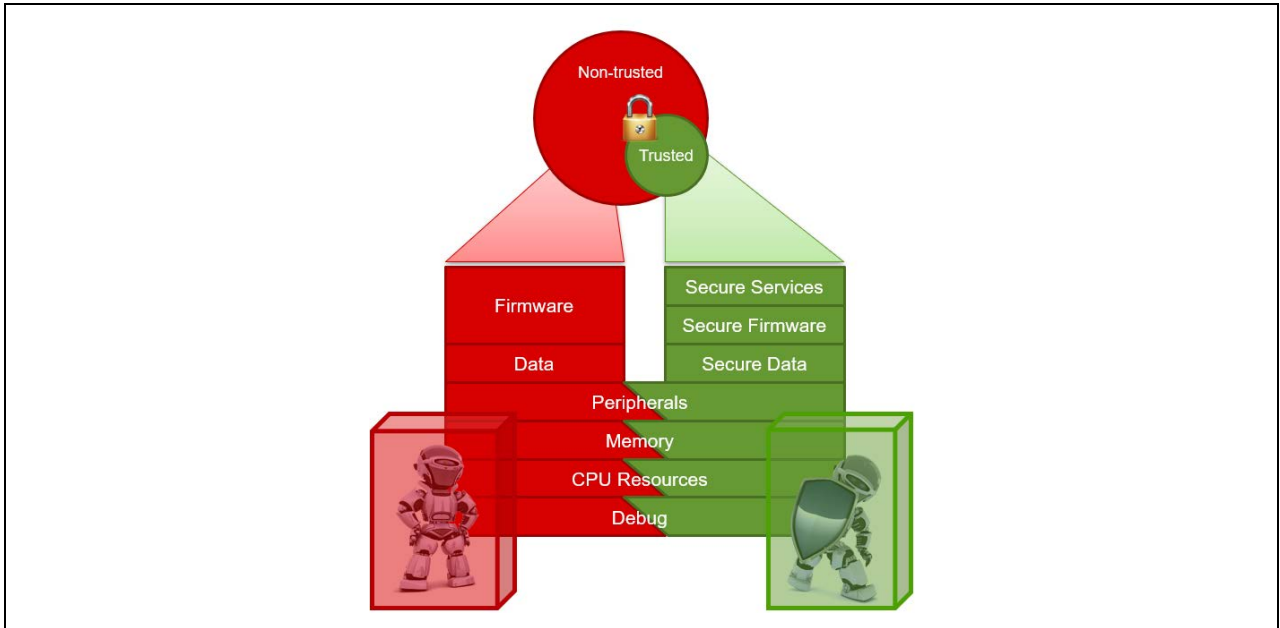 Non-trusted
Trusted
Firmware
Data
Secure Services
Secure Firmware
Secure Data
Peripherals
Memory
CPU Resources
Debug